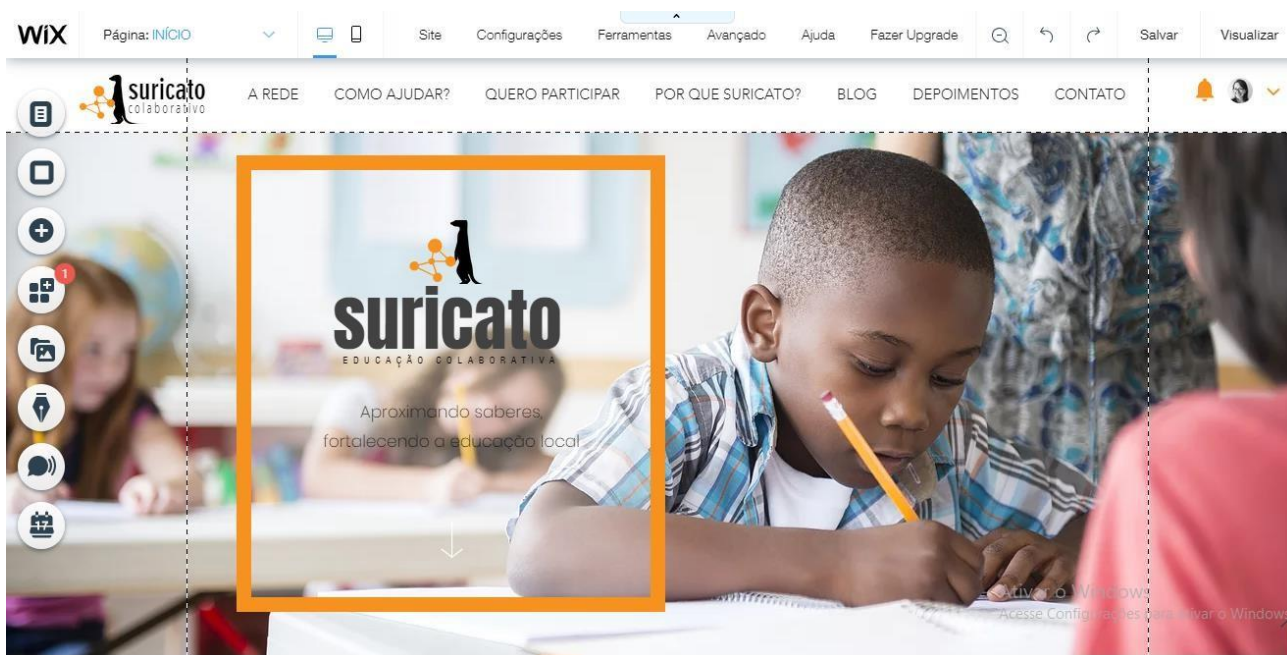 WiX Página: INÍCIO Site Configurações Ferramentas Avançado Ajuda Fazer Upgrade Salvar Visualizar
suricato
colaborativo
A REDE COMO AJUDAR? QUERO PARTICIPAR POR QUE SURICATO? BLOG DEPOIMENTOS CONTATO
1
17
suricato
EDUCAÇÃO COLABORATIVA
Aproximando saberes,
fortalecendo a educação local
Ativar o Windows
Acesse Configurações para ativar o Windows